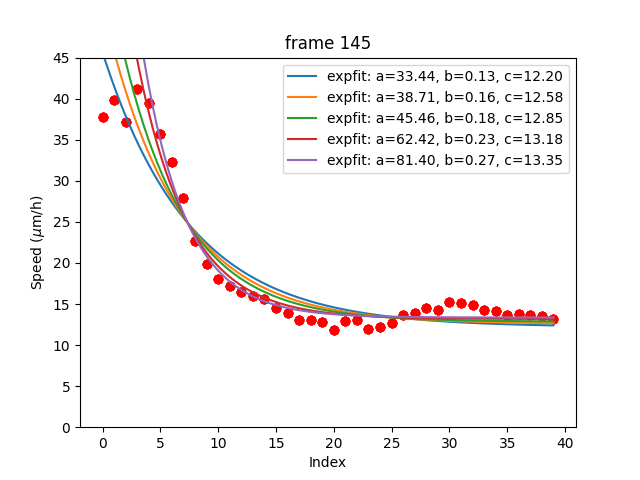 frame 145
expfit: a=33.44, b=0.13, c=12.20
expfit: a=38.71, b=0.16, c=12.58
expfit: a=45.46, b=0.18, c=12.85
expfit: a=62.42, b=0.23, c=13.18
expfit: a=81.40, b=0.27, c=13.35
45
40
35
30
25
20
15
10
5
0
Speed (μm/h)
0 5 10 15 20 25 30 35 40
Index